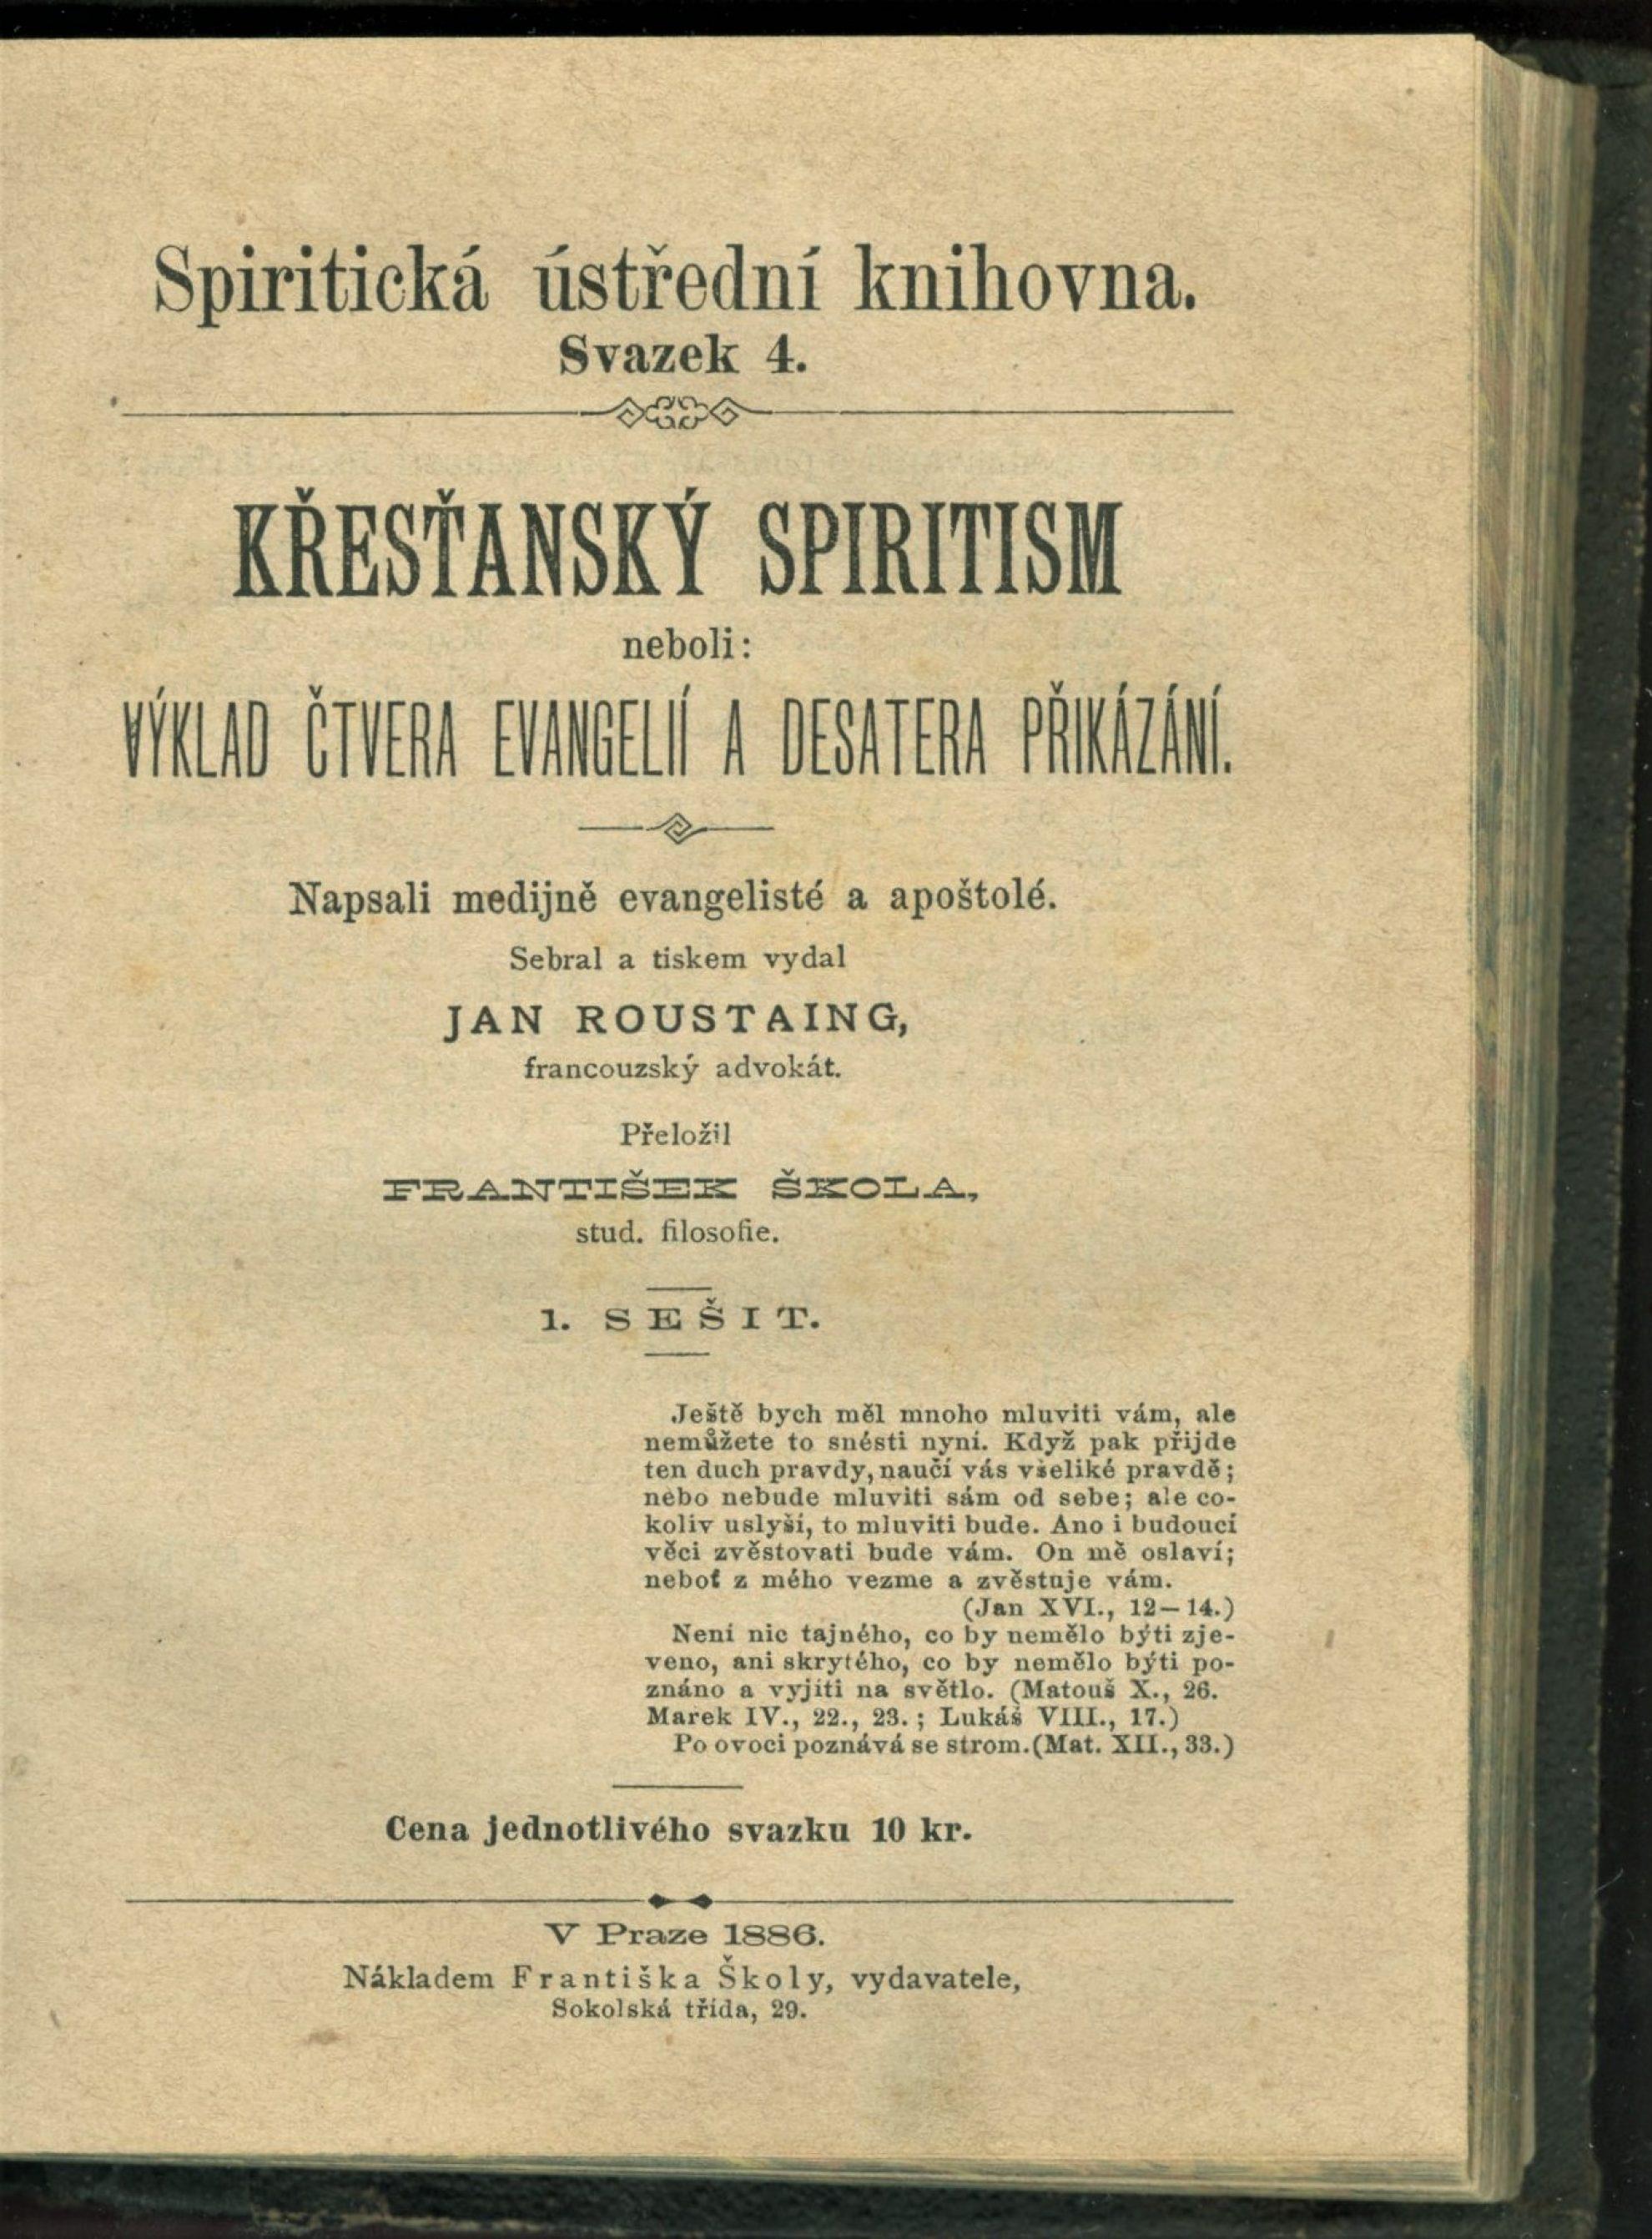 Spiritická ústřední knihovna.
Svazek 4.
KŘESŤANSKÝ SPIRITISM
neboli:
VÝKLAD ČTVERA EVANGELIÍ A DESATERA PŘIKÁZÁNÍ.
Napsali medijně evangelisté a apoštolé.
Sebral a tiskem vydal
JAN ROUSTAING,
francouzský advokát.
Přeložil
FRANTIŠEK ŠKOLA,
stud. filosofie.
1. SEŠIT.
Ještě bych měl mnoho mluviti vám, ale
nemůžete to snésti nyní. Když pak přijde
ten duch pravdy, naučí vás všeliké pravdě;
nebo nebude mluviti sám od sebe; ale co-
koliv uslyší, to mluviti bude. Ano i budoucí
věci zvěstovati bude vám. On mě oslaví;
neboť z mého vezme a zvěstuje vám.
(Jan XVI., 12—14.)
Není nic tajného, co by nemělo býti zje-
veno, ani skrytého, co by nemělo býti po-
znáno a vyjíti na světlo. (Matouš X., 26.
Marek IV., 22., 23.; Lukáš VIII., 17.)
Po ovoci poznává se strom. (Mat. XII., 33.)
Cena jednotlivého svazku 10 kr.
V Praze 1886.
Nákladem Františka Školy, vydavatele,
Sokolská třída, 29.